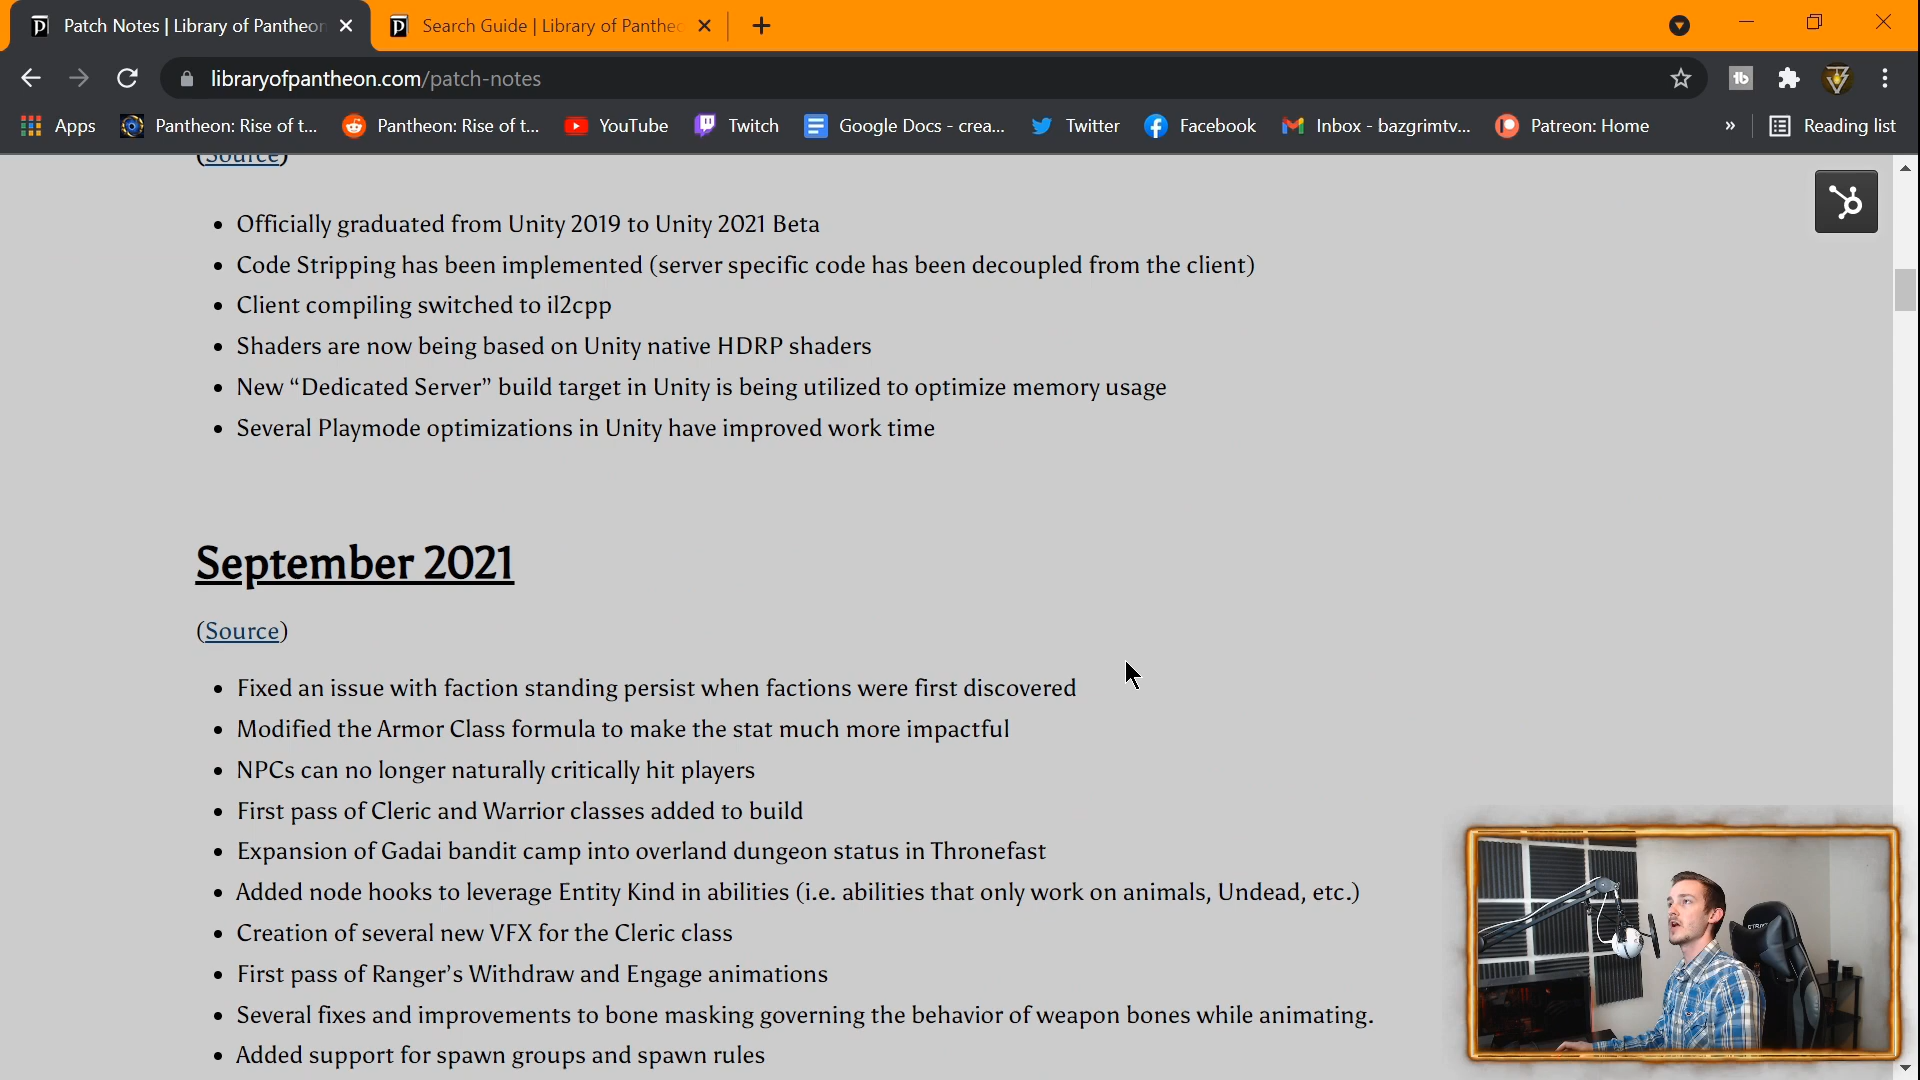 Patch Notes | Library of Pantheon
Search Guide | Library of Panthe
libraryofpantheon.com/patch-notes
Apps
Pantheon: Rise of t...
Pantheon: Rise of t...
YouTube
Twitch
Google Docs - crea...
Twitter
Facebook
Inbox - bazgrimtv...
Patreon: Home
»
Reading list
(Source)
• Officially graduated from Unity 2019 to Unity 2021 Beta
• Code Stripping has been implemented (server specific code has been decoupled from the client)
• Client compiling switched to il2cpp
• Shaders are now being based on Unity native HDRP shaders
• New “Dedicated Server” build target in Unity is being utilized to optimize memory usage
• Several Playmode optimizations in Unity have improved work time
September 2021
(Source)
• Fixed an issue with faction standing persist when factions were first discovered
• Modified the Armor Class formula to make the stat much more impactful
• NPCs can no longer naturally critically hit players
• First pass of Cleric and Warrior classes added to build
• Expansion of Gadai bandit camp into overland dungeon status in Thronefast
• Added node hooks to leverage Entity Kind in abilities (i.e. abilities that only work on animals, Undead, etc.)
• Creation of several new VFX for the Cleric class
• First pass of Ranger’s Withdraw and Engage animations
• Several fixes and improvements to bone masking governing the behavior of weapon bones while animating.
• Added support for spawn groups and spawn rules